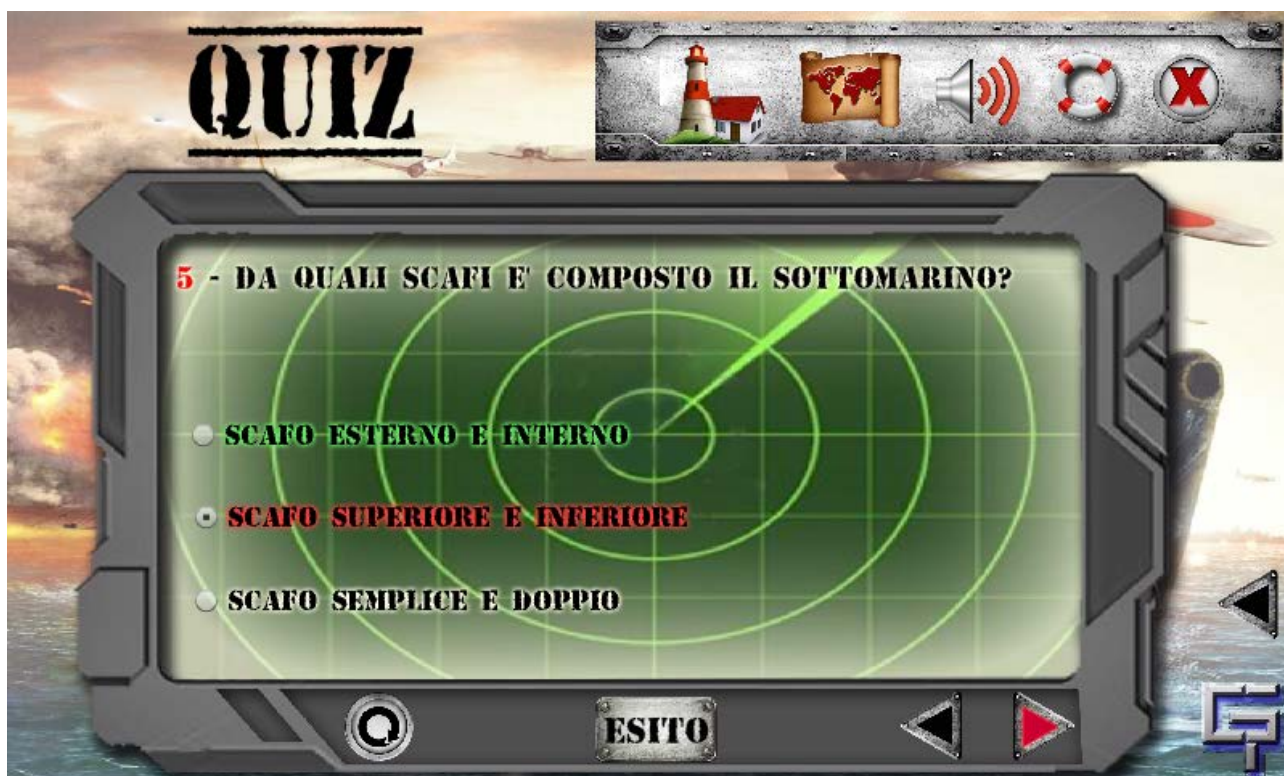 QUIZ
X
5 - DA QUALI SCAFI E' COMPOSTO IL SOTTOMARINO?
SCAFO ESTERNO E INTERNO
SCAFO SUPERIORE E INFERIORE
SCAFO SEMPLICE E DOPPIO
ESITO